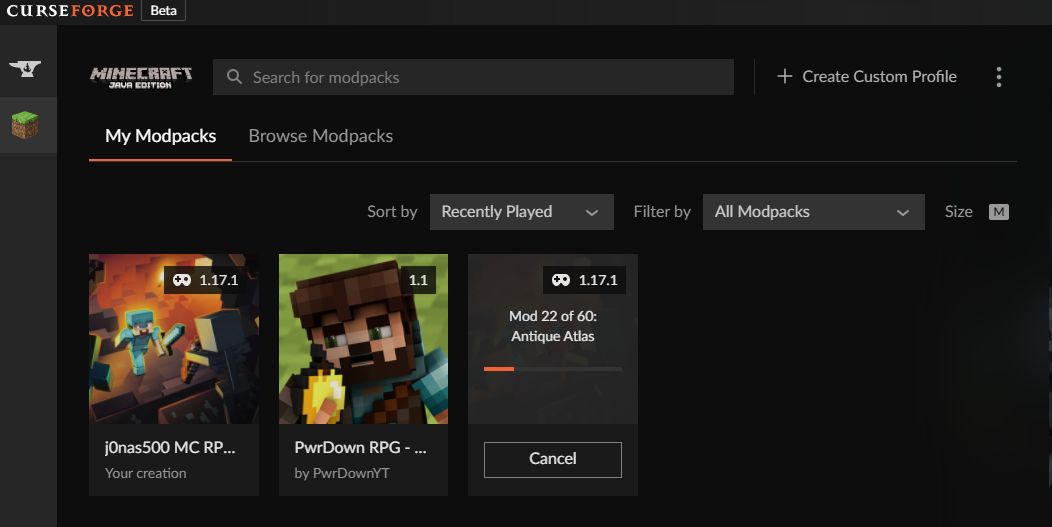 CURSEFORGE Beta
MINECRAFT
JAVA EDITION
Search for modpacks
Create Custom Profile
My Modpacks Browse Modpacks
Sort by Recently Played Filter by All Modpacks Size M
1.17.1 1.1 1.17.1
Mod 22 of 60:
Antique Atlas
j0nas500 MC RP... PwrDown RPG - ... Cancel
Your creation by PwrDownYT